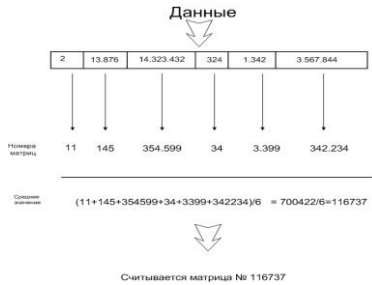 Данные
2 13.876 14.323.432 324 1.342 3.567.844
Номера матриц 11 145 354.599 34 3.399 342.234
Среднее значение (11+145+354599+34+3399+342234)/6 = 700422/6=116737
Считывается матрица № 116737